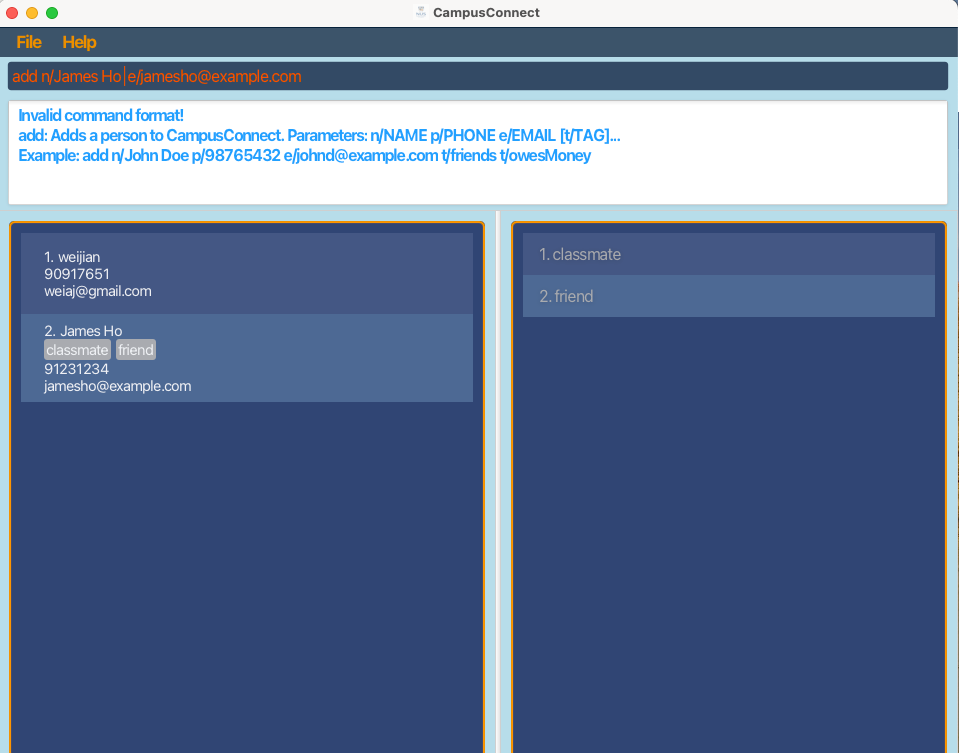 CampusConnect
File Help
add n/James Ho e/jamesho@example.com
Invalid command format!
add: Adds a person to CampusConnect. Parameters: n/NAME p/PHONE e/EMAIL [t/TAG]...
Example: add n/John Doe p/98765432 e/johnd@example.com t/friends t/owesMoney
1. weijian
90917651
weiaj@gmail.com
2. James Ho
classmate friend
91231234
jamesho@example.com
1. classmate
2. friend